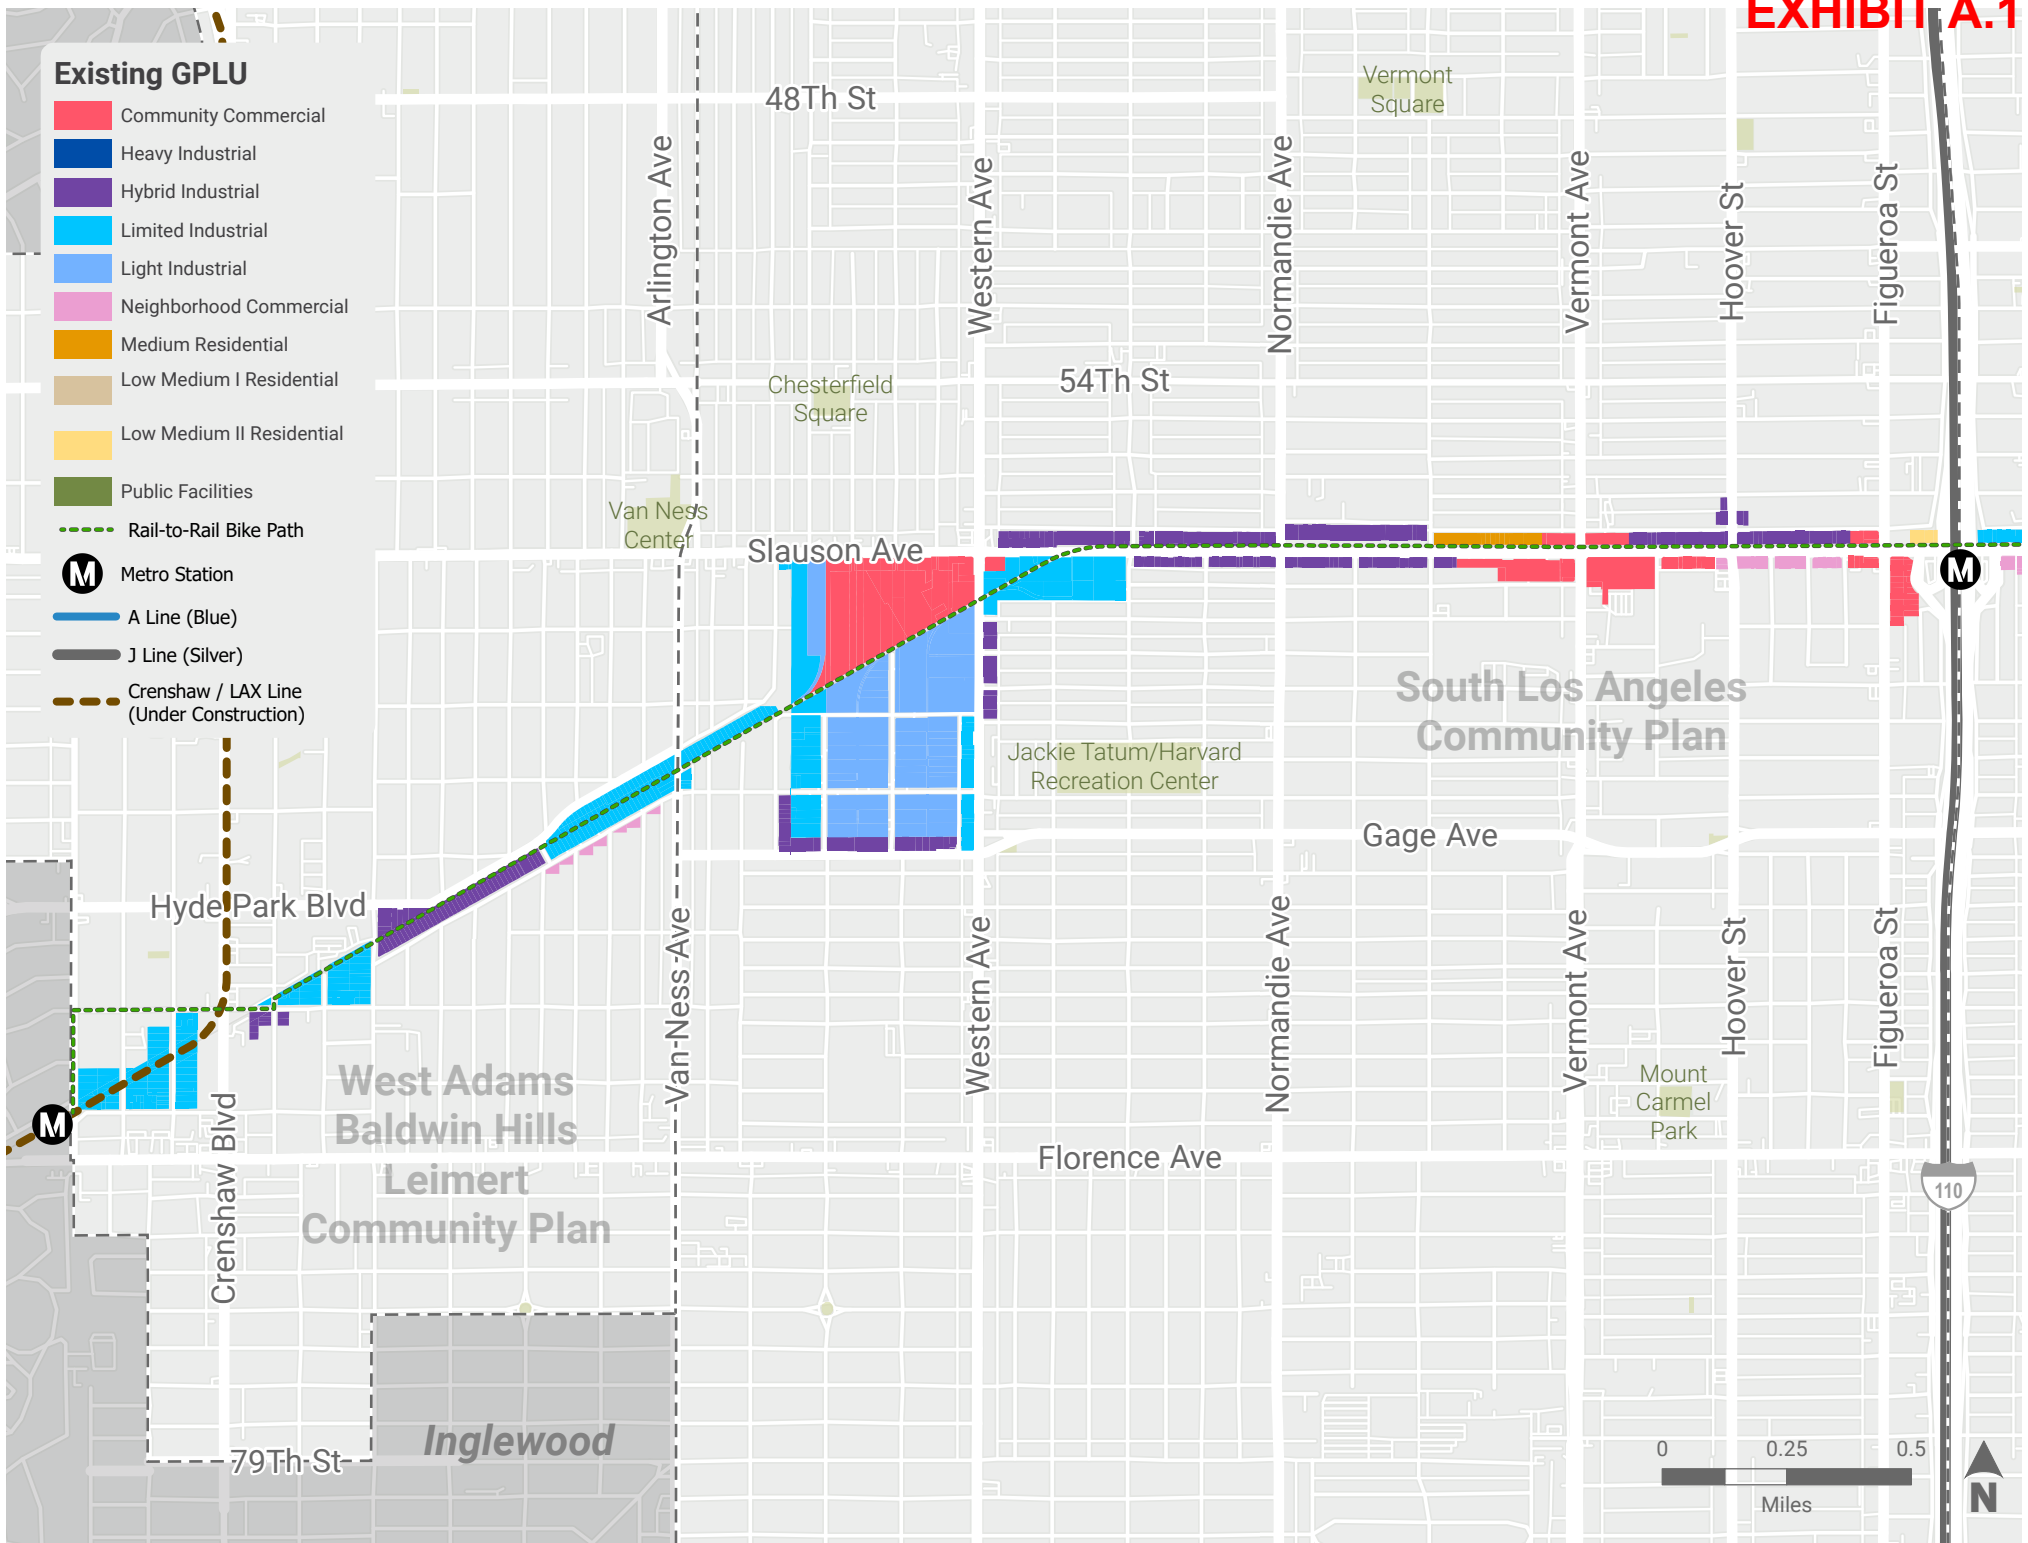 EXHIBIT A.1
Existing GPLU
Community Commercial
Heavy Industrial
Hybrid Industrial
Limited Industrial
Light Industrial
Neighborhood Commercial
Medium Residential
Low Medium I Residential
Low Medium II Residential
Public Facilities
Rail-to-Rail Bike Path
M
Metro Station
A Line (Blue)
J Line (Silver)
Crenshaw / LAX Line
(Under Construction)
48Th St
Vermont
Square
Arlington Ave
Western Ave
Normandie Ave
Vermont Ave
Hoover St
Figueroa St
Chesterfield
Square
54Th St
Van Ness
Center
Slauson Ave
M
South Los Angeles
Community Plan
Jackie Tatum/Harvard
Recreation Center
Gage Ave
Hyde Park Blvd
Van Ness Ave
Western Ave
Normandie Ave
Vermont Ave
Hoover St
Figueroa St
West Adams
Baldwin Hills
Leimert
Community Plan
Mount
Carmel
Park
M
Crenshaw Blvd
Florence Ave
110
Inglewood
79Th St
0 0.25 0.5
Miles
N